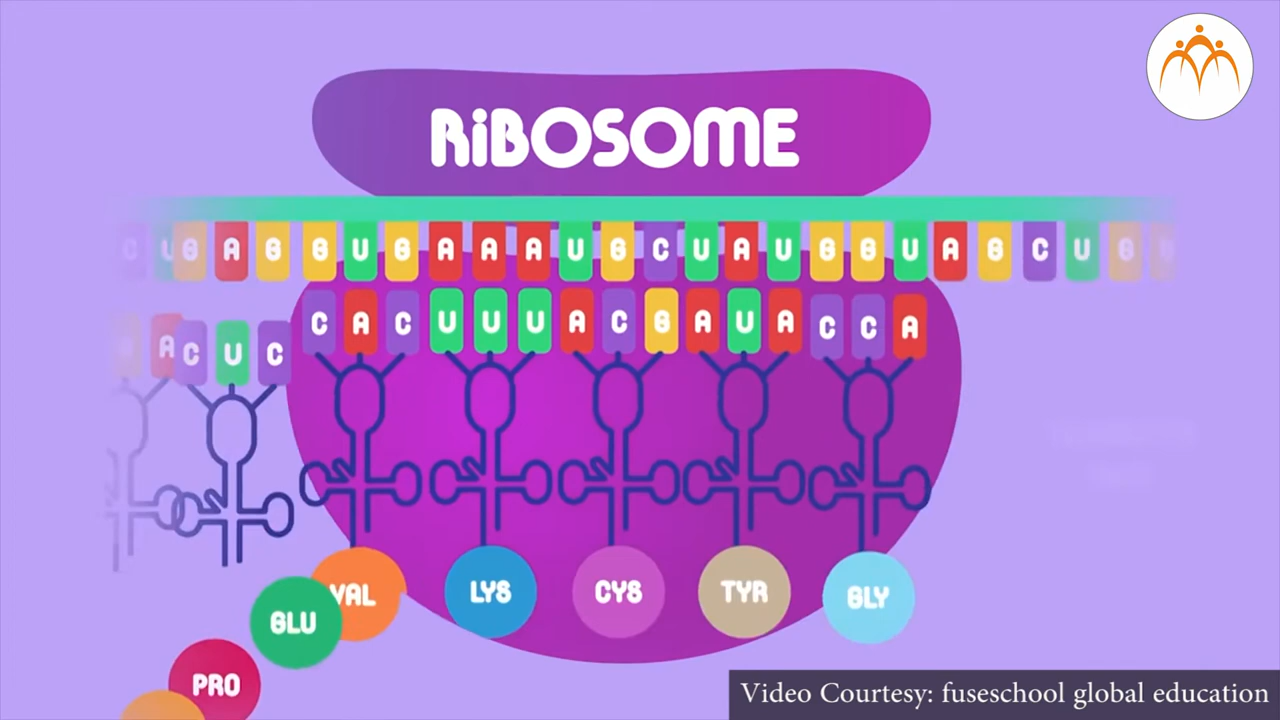 RiBOSOME
C U G A G G U G A A A U G C U A U G G U A G C U G
C A C U U U A C G A U A C C A
A C U C
VAL LYS CYS TYR GLY
GLU
PRO
Video Courtesy: fuseschool global education